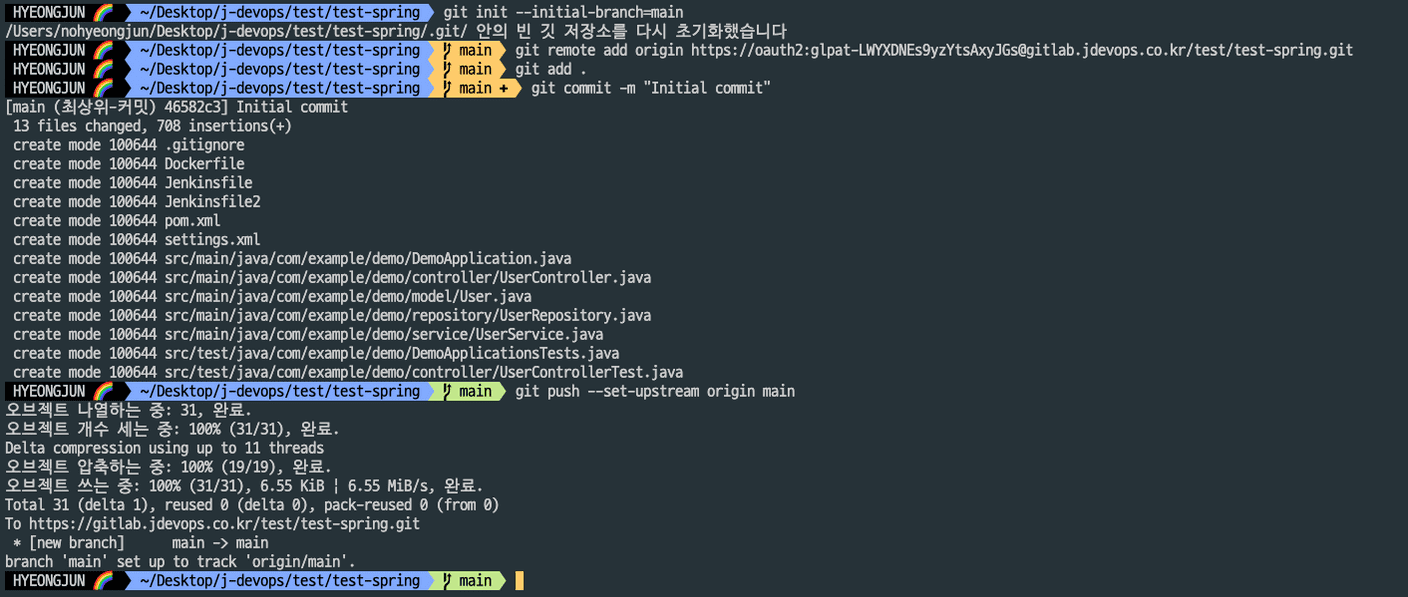 HYEONGJUN ~/Desktop/j-devops/test/test-spring git init --initial-branch=main
/Users/nohyeongjun/Desktop/j-devops/test/test-spring/.git/ 안의 빈 깃 저장소를 다시 초기화했습니다
HYEONGJUN ~/Desktop/j-devops/test/test-spring main git remote add origin https://oauth2:glpat-LWYXDNEs9yzYtsAxyJGs@gitlab.jdevops.co.kr/test/test-spring.git
HYEONGJUN ~/Desktop/j-devops/test/test-spring main git add .
HYEONGJUN ~/Desktop/j-devops/test/test-spring main + git commit -m "Initial commit"
[main (최상위-커밋) 46582c3] Initial commit
13 files changed, 708 insertions(+)
create mode 100644 .gitignore
create mode 100644 Dockerfile
create mode 100644 Jenkinsfile
create mode 100644 Jenkinsfile2
create mode 100644 pom.xml
create mode 100644 settings.xml
create mode 100644 src/main/java/com/example/demo/DemoApplication.java
create mode 100644 src/main/java/com/example/demo/controller/UserController.java
create mode 100644 src/main/java/com/example/demo/model/User.java
create mode 100644 src/main/java/com/example/demo/repository/UserRepository.java
create mode 100644 src/main/java/com/example/demo/service/UserService.java
create mode 100644 src/test/java/com/example/demo/DemoApplicationsTests.java
create mode 100644 src/test/java/com/example/demo/controller/UserControllerTest.java
HYEONGJUN ~/Desktop/j-devops/test/test-spring main git push --set-upstream origin main
오브젝트 나열하는 중: 31, 완료.
오브젝트 개수 세는 중: 100% (31/31), 완료.
Delta compression using up to 11 threads
오브젝트 압축하는 중: 100% (19/19), 완료.
오브젝트 쓰는 중: 100% (31/31), 6.55 KiB | 6.55 MiB/s, 완료.
Total 31 (delta 1), reused 0 (delta 0), pack-reused 0 (from 0)
To https://gitlab.jdevops.co.kr/test/test-spring.git
* [new branch] main -> main
branch 'main' set up to track 'origin/main'.
HYEONGJUN ~/Desktop/j-devops/test/test-spring main